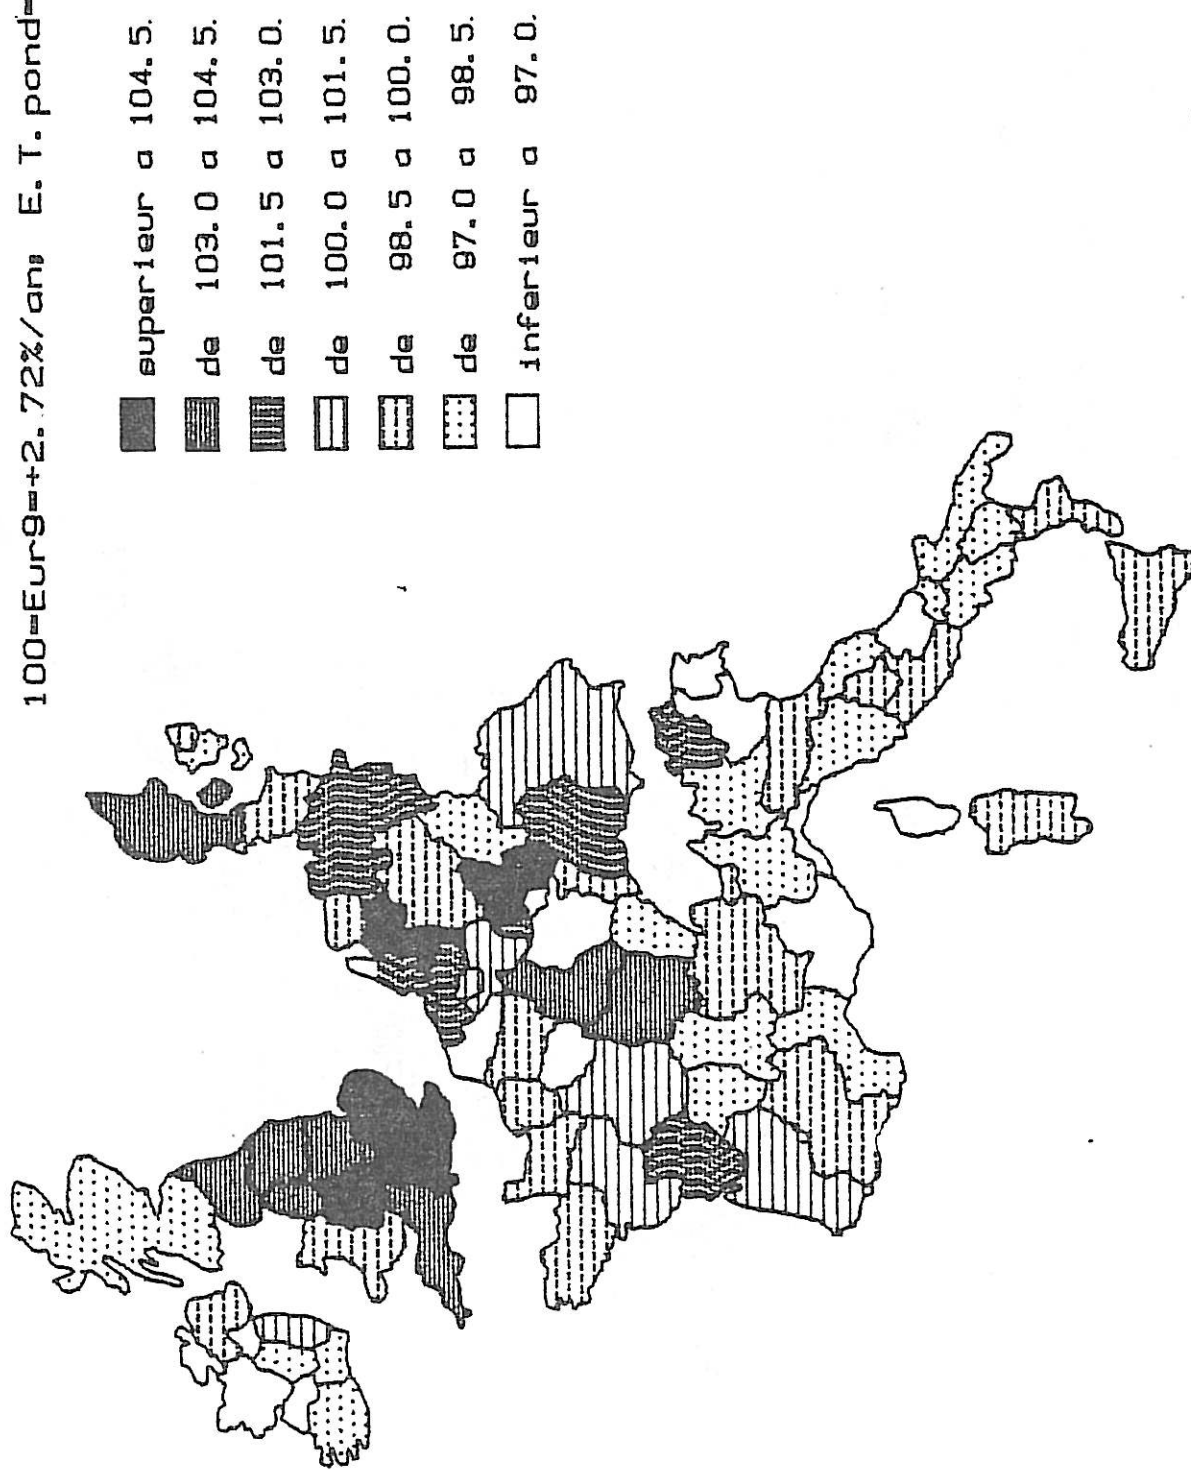 100=Eur9=+2.72%/an; E.T.pond=
superieur a 104.5.
de 103.0 a 104.5.
de 101.5 a 103.0.
de 100.0 a 101.5.
de 98.5 a 100.0.
de 97.0 a 98.5.
inferieur a 97.0.